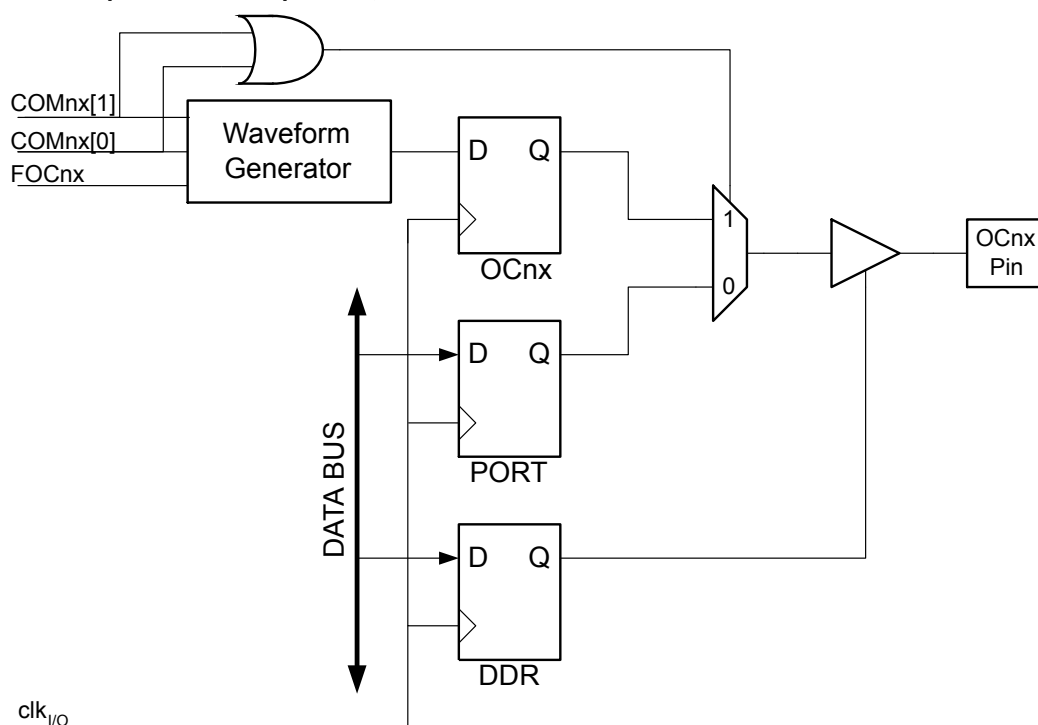 COMnx[1]
COMnx[0]
FOCnx
Waveform
Generator
D Q
OCnx
1
0
OCnx
Pin
D Q
PORT
DATA BUS
D Q
DDR
clkI/O